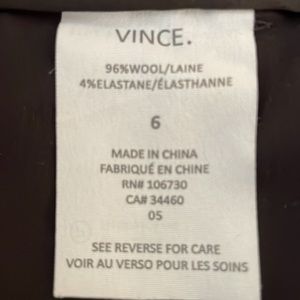 VINCE.
96%WOOL/LAINE
4%ELASTANE/ÉLASTHANNE
6
MADE IN CHINA
FABRIQUÉ EN CHINE
RN# 106730
CA# 34460
05
SEE REVERSE FOR CARE
VOIR AU VERSO POUR LES SOINS